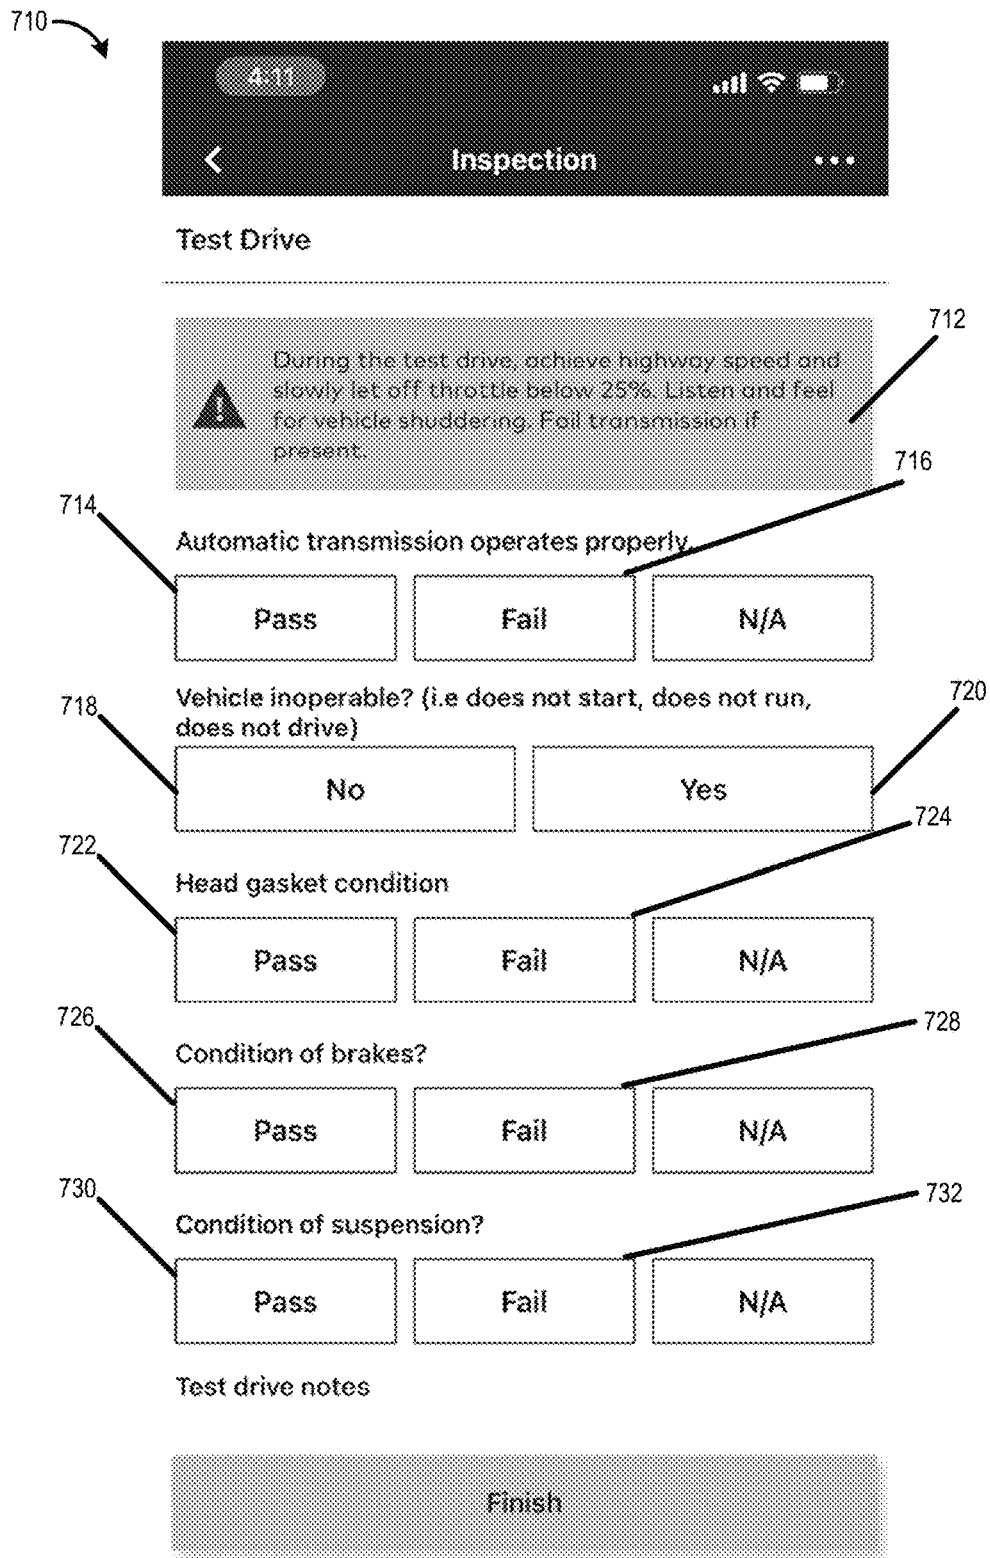 710
4:11
Inspection
Test Drive
712
During the test drive, achieve highway speed and
slowly let off throttle below 25%. Listen and feel
for vehicle shuddering. Fail transmission if
present.
716
714
Automatic transmission operates properly.
Pass Fail N/A
718
Vehicle inoperable? (i.e does not start, does not run,
does not drive)
720
No Yes
722
724
Head gasket condition
Pass Fail N/A
726
728
Condition of brakes?
Pass Fail N/A
730
732
Condition of suspension?
Pass Fail N/A
Test drive notes
Finish